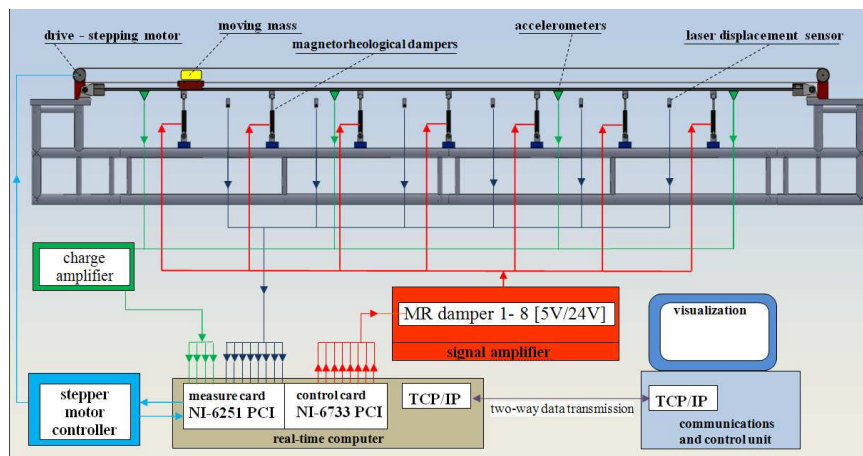 moving mass
drive - stepping motor
magnetorheological dampers
accelerometers
laser displacement sensor
charge
amplifier
MR damper 1- 8 [5V/24V]
signal amplifier
visualization
stepper
motor
controller
measure card
NI-6251 PCI
control card
NI-6733 PCI
TCP/IP
real-time computer
two-way data transmission
TCP/IP
communications
and control unit